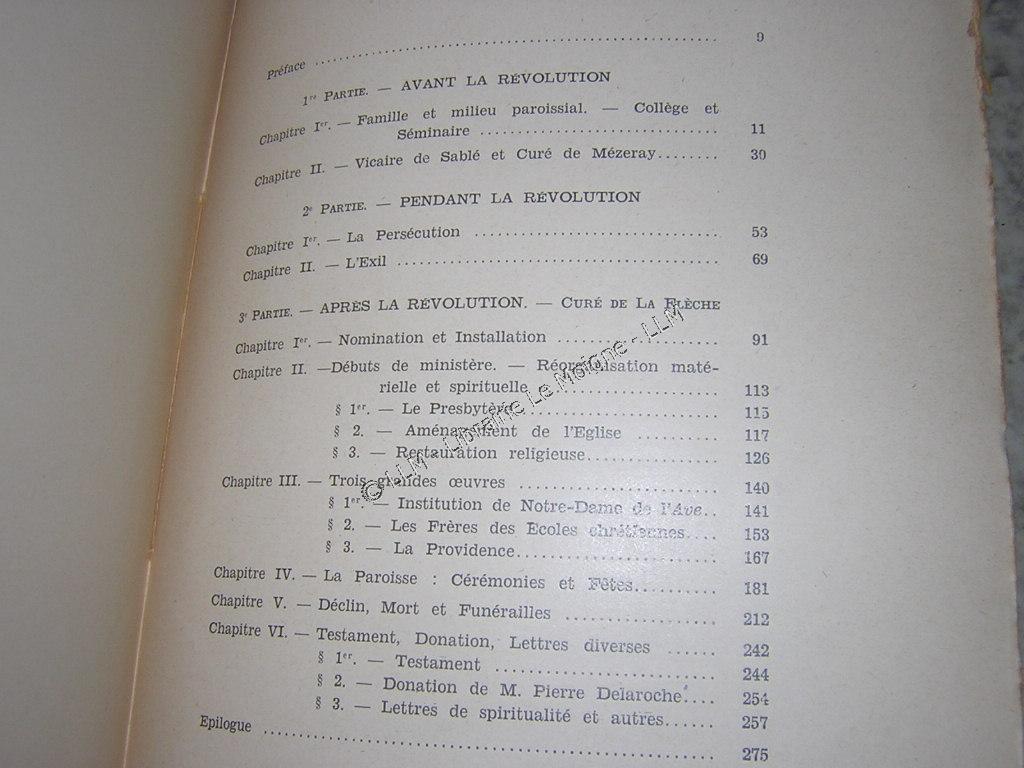 Préface ........ 9
1re PARTIE. — AVANT LA RÉVOLUTION
Chapitre Ier. — Famille et milieu paroissial. — Collège et
Séminaire ........ 11
Chapitre II. — Vicaire de Sablé et Curé de Mézeray........ 30
2e PARTIE. — PENDANT LA RÉVOLUTION
Chapitre Ier. — La Persécution ........ 53
Chapitre II. — L'Exil ........ 69
3e PARTIE. — APRÈS LA RÉVOLUTION. — CURÉ DE LA FLÈCHE
Chapitre Ier. — Nomination et Installation ........ 91
Chapitre II. —Débuts de ministère. — Réorganisation maté-
rielle et spirituelle ........ 113
§ 1er. — Le Presbytère ........ 115
§ 2. — Aménagement de l'Eglise ........ 117
§ 3. — Restauration religieuse........ 126
Chapitre III. — Trois grandes œuvres ........ 140
§ 1er. — Institution de Notre-Dame de l'Ave.. 141
§ 2. — Les Frères des Ecoles chrétiennes.... 153
§ 3. — La Providence........ 167
Chapitre IV. — La Paroisse : Cérémonies et Fêtes........ 181
Chapitre V. — Déclin, Mort et Funérailles ........ 212
Chapitre VI. — Testament, Donation, Lettres diverses ...... 242
§ 1er. — Testament ........ 244
§ 2. — Donation de M. Pierre Delaroche.... 254
§ 3. — Lettres de spiritualité et autres...... 257
Epilogue ........ 275
© LLM - Librairie Le Moigne - LLM